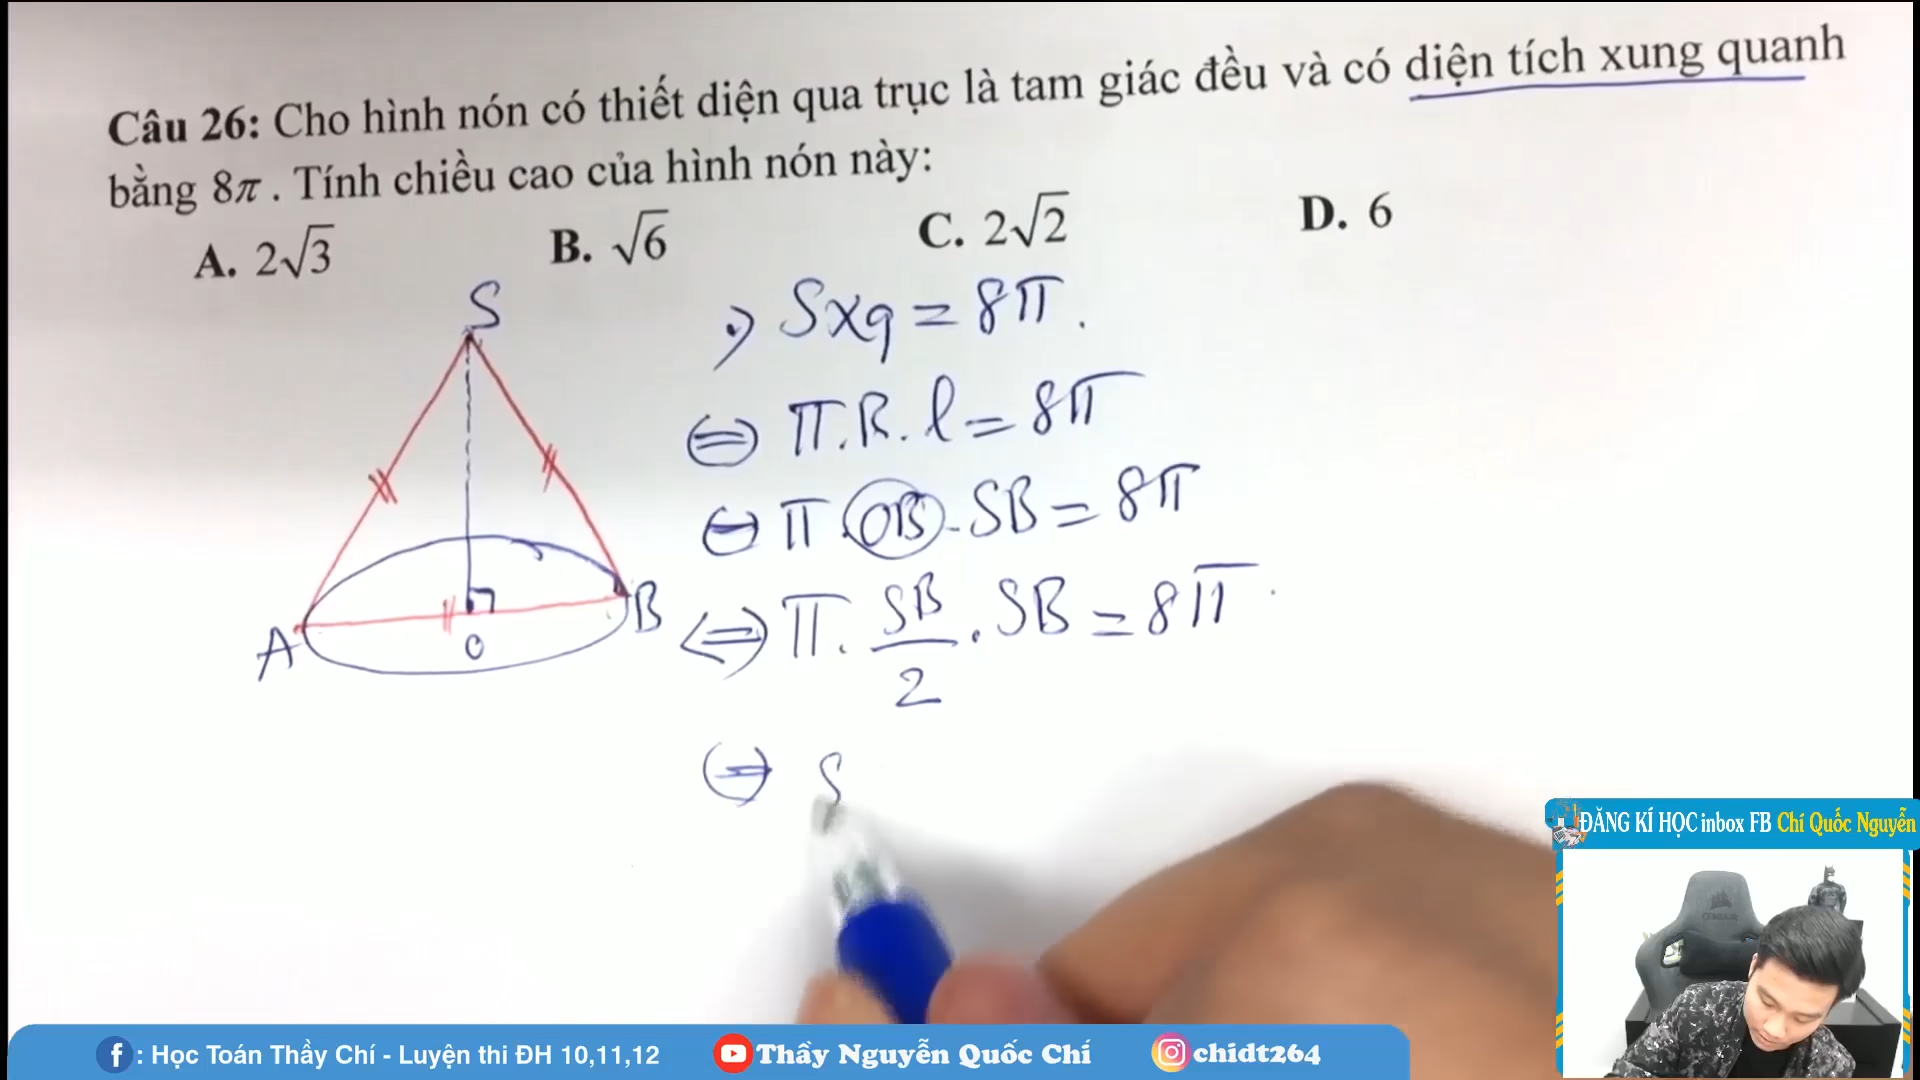 Câu 26: Cho hình nón có thiết diện qua trục là tam giác đều và có diện tích xung quanh
bằng 8π . Tính chiều cao của hình nón này:
A. 2√3 B. √6 C. 2√2 D. 6
S
A
O
B
Sxq = 8π.
⇔ π.R.l = 8π
⇔ π.OB.SB = 8π
⇔ π.SB/2.SB = 8π.
⇔ S
ĐĂNG KÍ HỌC inbox FB Chí Quốc Nguyễn
f : Học Toán Thầy Chí - Luyện thi ĐH 10,11,12
Thầy Nguyễn Quốc Chí
chidt264